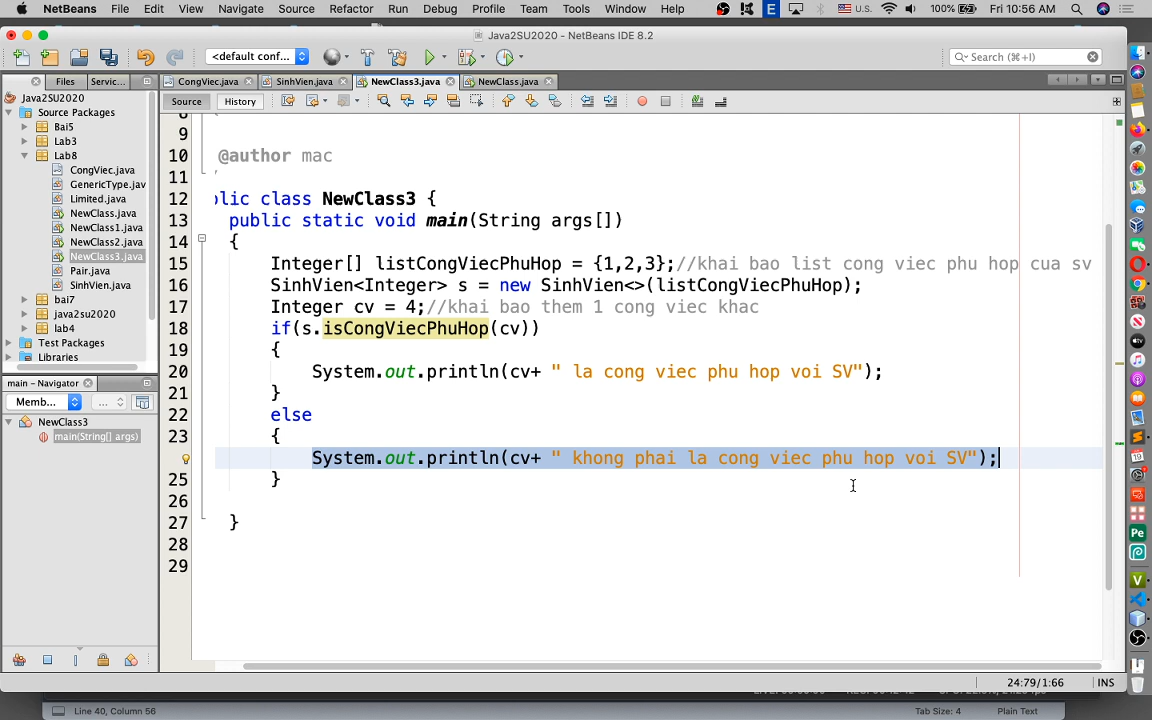 NetBeans File Edit View Navigate Source Refactor Run Debug Profile Team Tools Window Help E U.S. 100% Fri 10:56 AM
Java2SU2020 - NetBeans IDE 8.2
<default conf... Search (⌘+I)
Files Servic... CongViec.java SinhVien.java NewClass3.java NewClass.java
Java2SU2020
Source Packages
Bai5
Lab3
Lab8
CongViec.java
GenericType.jav
Limited.java
NewClass.java
NewClass1.java
NewClass2.java
NewClass3.java
Pair.java
SinhVien.java
bai7
java2su2020
lab4
Test Packages
Libraries
main - Navigator
Memb... ...
NewClass3
main(String[] args)
Source History
8
9
10 @author mac
11
12 olic class NewClass3 {
13 public static void main(String args[])
14 {
15 Integer[] listCongViecPhuHop = {1,2,3};//khai bao list cong viec phu hop cua sv
16 SinhVien<Integer> s = new SinhVien<>(listCongViecPhuHop);
17 Integer cv = 4;//khai bao them 1 cong viec khac
18 if(s.isCongViecPhuHop(cv))
19 {
20 System.out.println(cv+ " la cong viec phu hop voi SV");
21 }
22 else
23 {
System.out.println(cv+ " khong phai la cong viec phu hop voi SV");
25 }
26
27 }
28
29
24:79/1:66 INS
Line 40, Column 56 Tab Size: 4 Plain Text